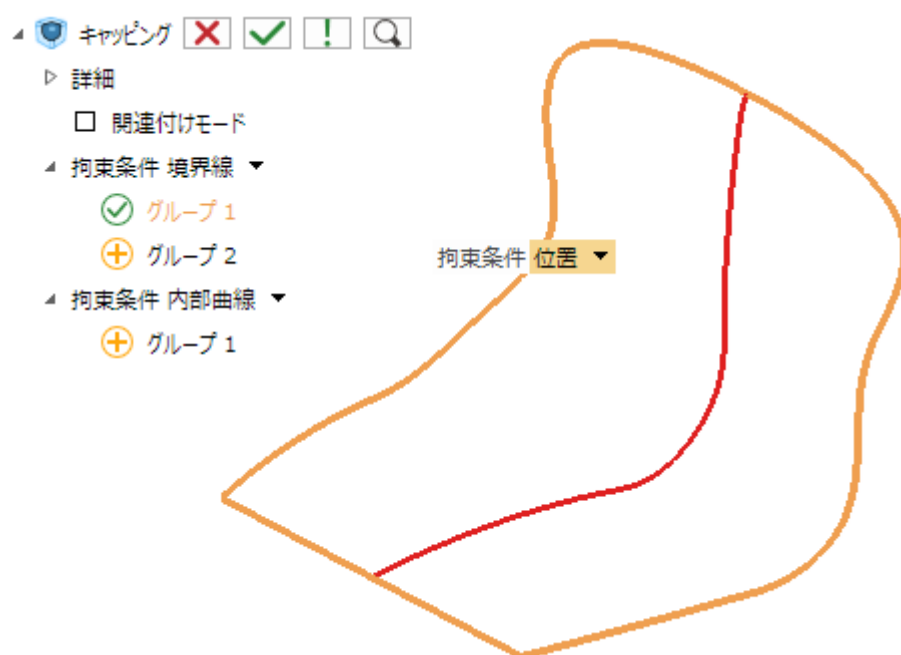 キャッピング
詳細
関連付けモード
拘束条件 境界線
グループ 1
グループ 2
拘束条件 位置
拘束条件 内部曲線
グループ 1